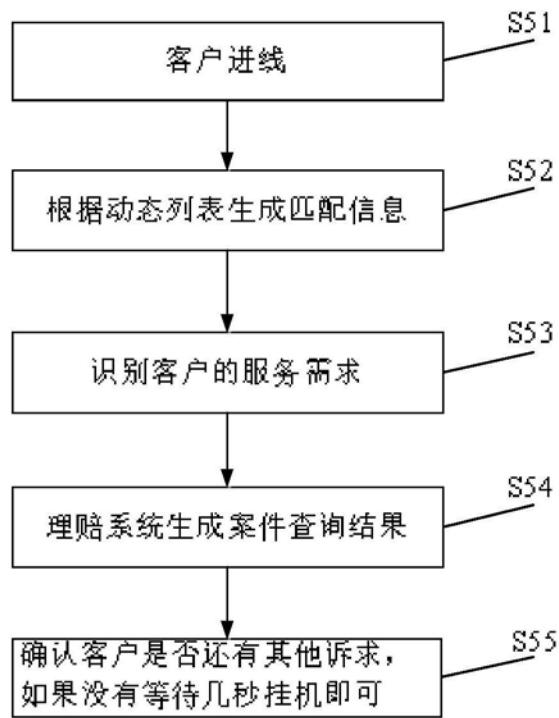 S51
客户进线
S52
根据动态列表生成匹配信息
S53
识别客户的服务需求
S54
理赔系统生成案件查询结果
S55
确认客户是否还有其他诉求，
如果没有等待几秒挂机即可